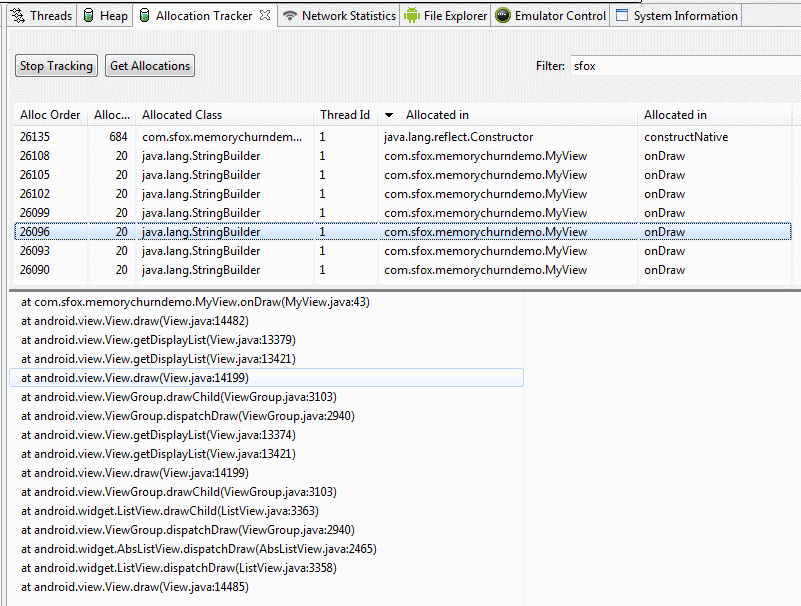 Threads Heap Allocation Tracker Network Statistics File Explorer Emulator Control System Information
Stop Tracking Get Allocations Filter: sfox
Alloc Order Alloc... Allocated Class Thread Id Allocated in Allocated in
26135 684 com.sfox.memorychurndem... 1 java.lang.reflect.Constructor constructNative
26108 20 java.lang.StringBuilder 1 com.sfox.memorychurndemo.MyView onDraw
26105 20 java.lang.StringBuilder 1 com.sfox.memorychurndemo.MyView onDraw
26102 20 java.lang.StringBuilder 1 com.sfox.memorychurndemo.MyView onDraw
26099 20 java.lang.StringBuilder 1 com.sfox.memorychurndemo.MyView onDraw
26096 20 java.lang.StringBuilder 1 com.sfox.memorychurndemo.MyView onDraw
26093 20 java.lang.StringBuilder 1 com.sfox.memorychurndemo.MyView onDraw
26090 20 java.lang.StringBuilder 1 com.sfox.memorychurndemo.MyView onDraw
at com.sfox.memorychurndemo.MyView.onDraw(MyView.java:43)
at android.view.View.draw(View.java:14482)
at android.view.View.getDisplayList(View.java:13379)
at android.view.View.getDisplayList(View.java:13421)
at android.view.View.draw(View.java:14199)
at android.view.ViewGroup.drawChild(ViewGroup.java:3103)
at android.view.ViewGroup.dispatchDraw(ViewGroup.java:2940)
at android.view.View.getDisplayList(View.java:13374)
at android.view.View.getDisplayList(View.java:13421)
at android.view.View.draw(View.java:14199)
at android.view.ViewGroup.drawChild(ViewGroup.java:3103)
at android.widget.ListView.drawChild(ListView.java:3363)
at android.view.ViewGroup.dispatchDraw(ViewGroup.java:2940)
at android.widget.AbsListView.dispatchDraw(AbsListView.java:2465)
at android.widget.ListView.dispatchDraw(ListView.java:3358)
at android.view.View.draw(View.java:14485)